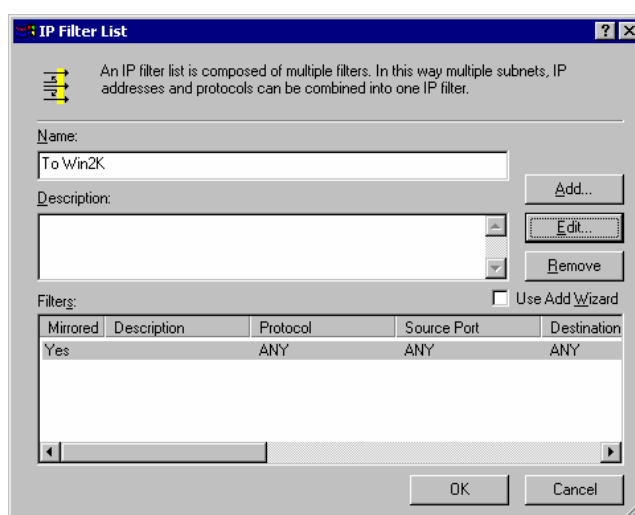 IP Filter List
An IP filter list is composed of multiple filters. In this way multiple subnets, IP
addresses and protocols can be combined into one IP filter.
Name:
To Win2K
Add...
Description:
Edit...
Remove
Filters:
Use Add Wizard
Mirrored Description Protocol Source Port Destination
Yes ANY ANY ANY
OK Cancel